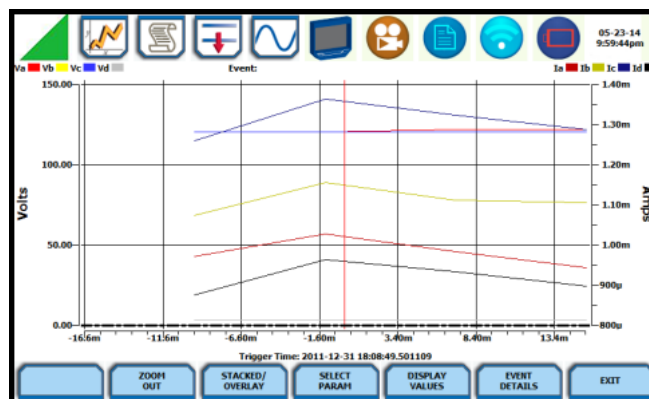 05-23-14
9:59:44pm
Va Vb Vc Vd Event: Ia Ib Ic Id
150.00 1.40m
1.30m
100.00 1.20m
Volts 1.10m Amps
50.00 1.00m
900µ
0.00 800µ
-16.6m -11.6m -6.60m -1.60m 3.40m 8.40m 13.4m
Trigger Time: 2011-12-31 18:08:49.501109
ZOOM OUT STACKED/ OVERLAY SELECT PARAM DISPLAY VALUES EVENT DETAILS EXIT